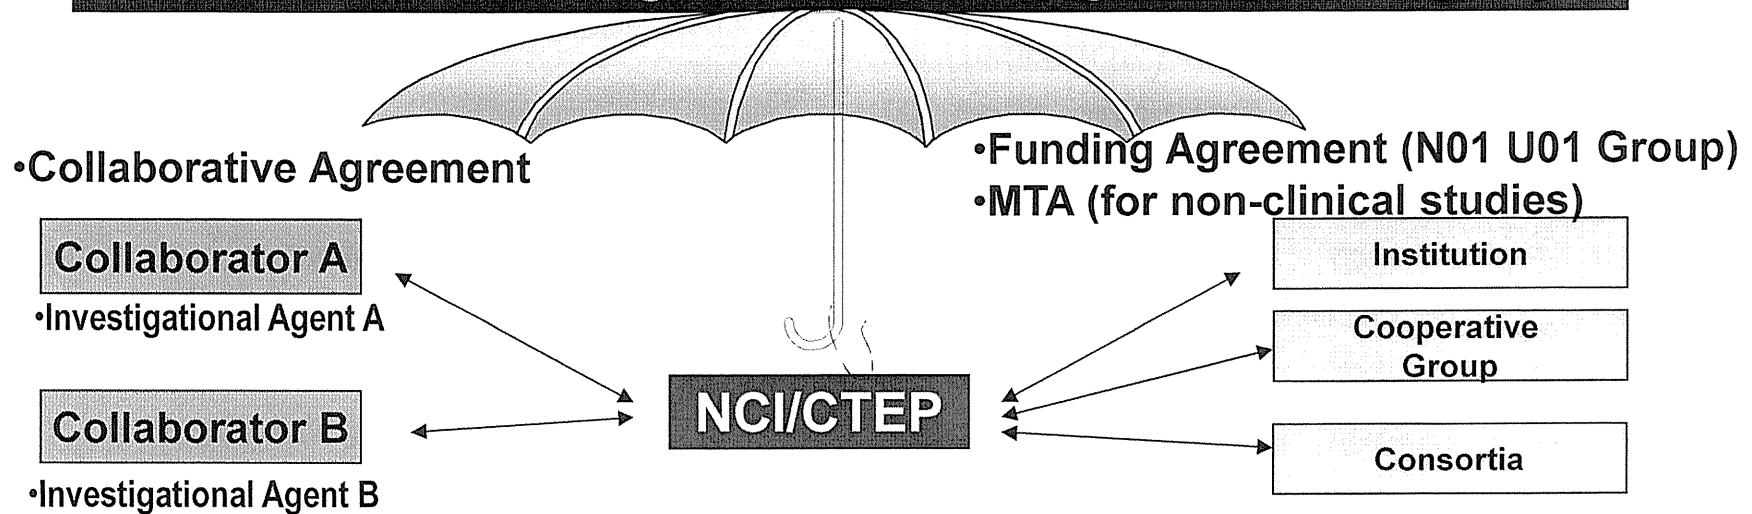 •Collaborative Agreement
•Funding Agreement (N01 U01 Group)
•MTA (for non-clinical studies)
Collaborator A
•Investigational Agent A
Collaborator B
•Investigational Agent B
NCI/CTEP
Institution
Cooperative
Group
Consortia